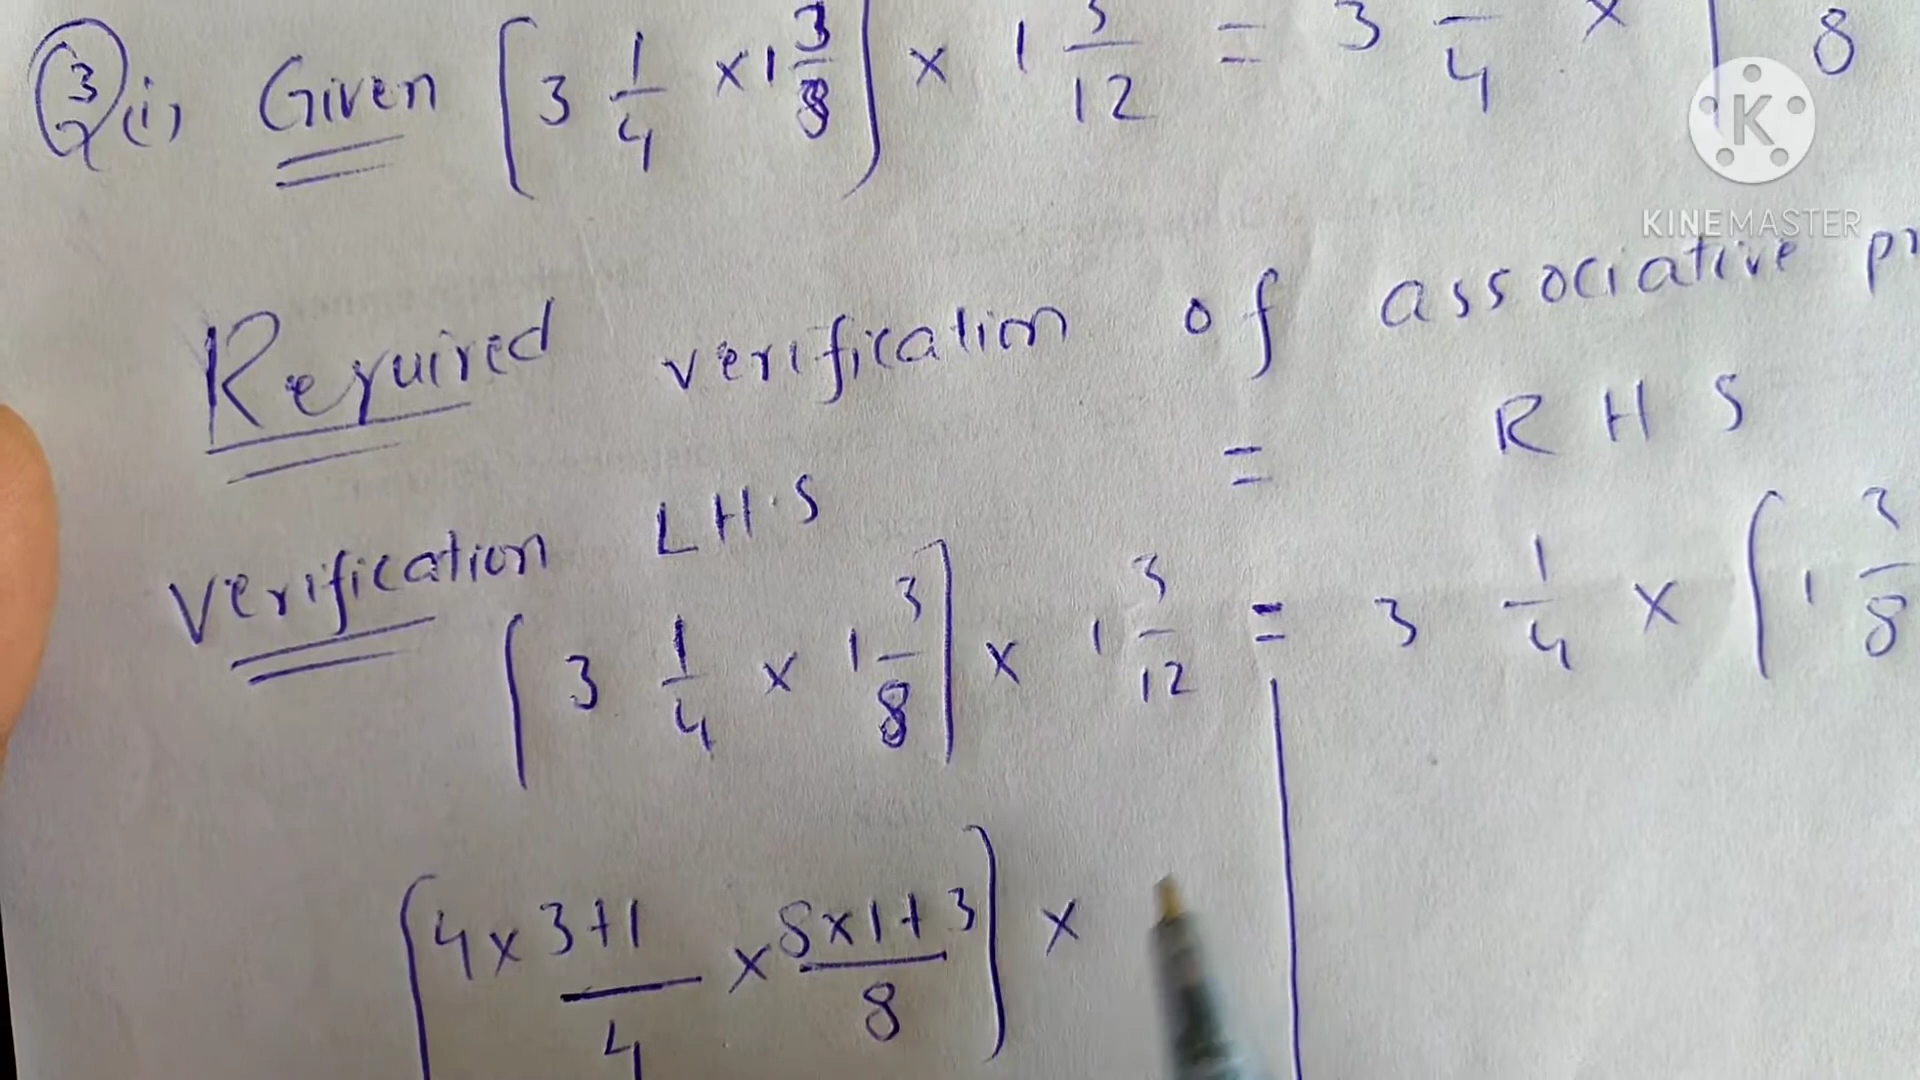 Q 3 (i) Given [3 1/4 × 1 3/8] × 1 3/12 = 3 /4 × [ 8
K
KINEMASTER
Required verification of associative pr
Verification LH.S = RHS
[3 1/4 × 1 3/8] × 1 3/12 = 3 1/4 × [1 3/8
[4×3+1/4 × 8×1+3/8] ×